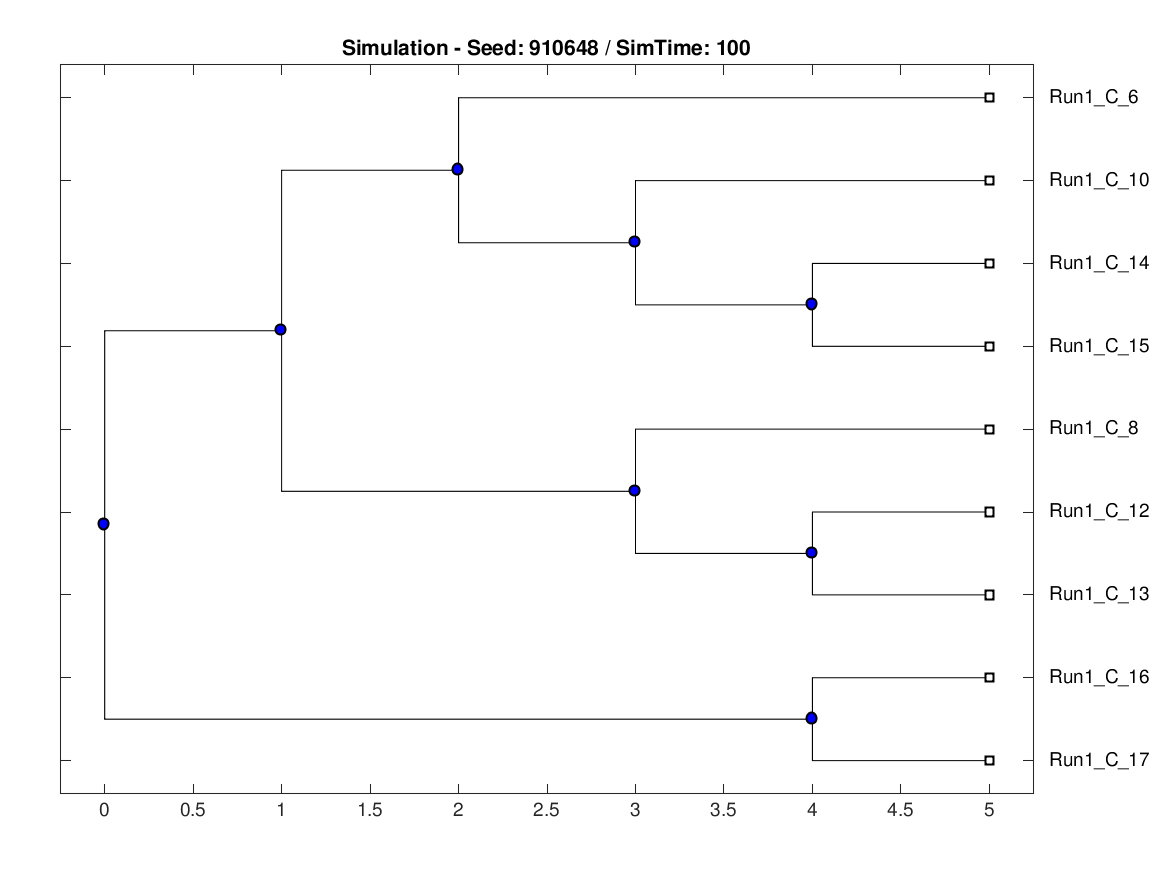 Simulation - Seed: 910648 / SimTime: 100
Run1_C_6
Run1_C_10
Run1_C_14
Run1_C_15
Run1_C_8
Run1_C_12
Run1_C_13
Run1_C_16
Run1_C_17
0 0.5 1 1.5 2 2.5 3 3.5 4 4.5 5